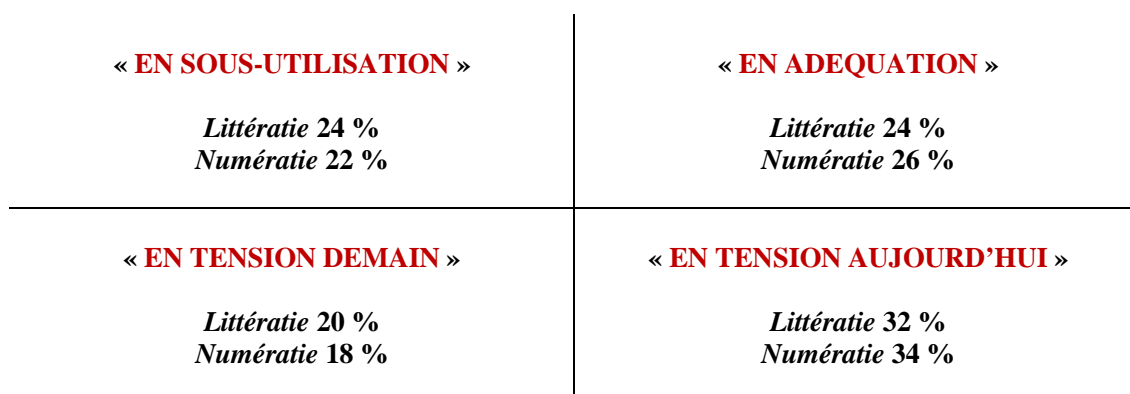 « EN SOUS-UTILISATION »
Littératie 24 %
Numératie 22 %
« EN ADEQUATION »
Littératie 24 %
Numératie 26 %
« EN TENSION DEMAIN »
Littératie 20 %
Numératie 18 %
« EN TENSION AUJOURD’HUI »
Littératie 32 %
Numératie 34 %